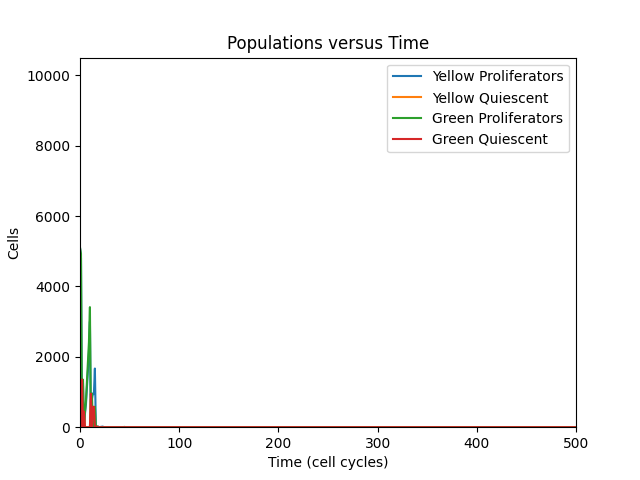 Populations versus Time
10000
8000
6000
4000
2000
0
Cells
Yellow Proliferators
Yellow Quiescent
Green Proliferators
Green Quiescent
0 100 200 300 400 500
Time (cell cycles)